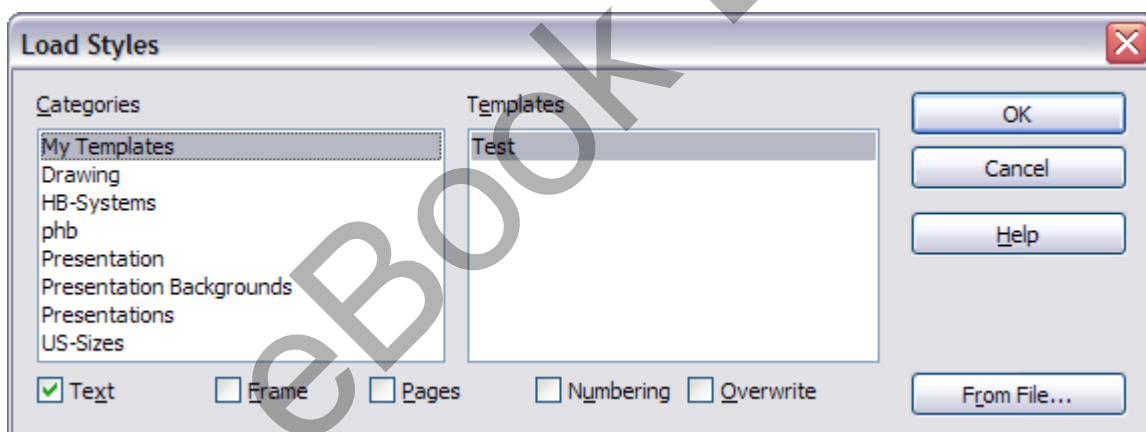 Load Styles
Categories
My Templates
Drawing
HB-Systems
phb
Presentation
Presentation Backgrounds
Presentations
US-Sizes
Templates
Test
OK
Cancel
Help
Text Frame Pages Numbering Overwrite
From File...
eBook